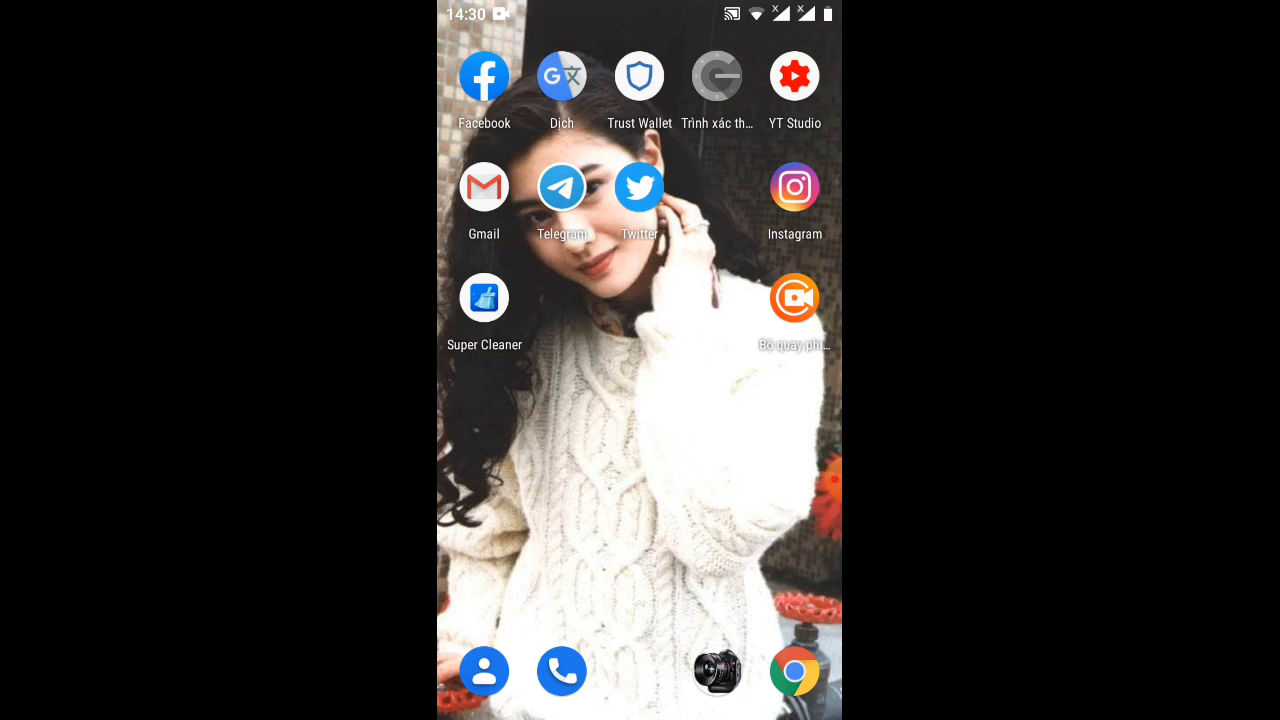 14:30
Facebook
Dịch
Trust Wallet
Trình xác th...
YT Studio
Gmail
Telegram
Twitter
Instagram
Super Cleaner
Bộ quay phi...